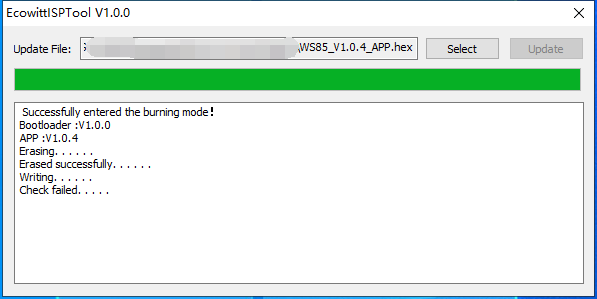 EcowittISPTool V1.0.0
Update File: \WS85_V1.0.4_APP.hex Select Update
Successfully entered the burning mode!
Bootloader :V1.0.0
APP :V1.0.4
Erasing. . . . . .
Erased successfully. . . . . .
Writing. . . . . .
Check failed. . . . .